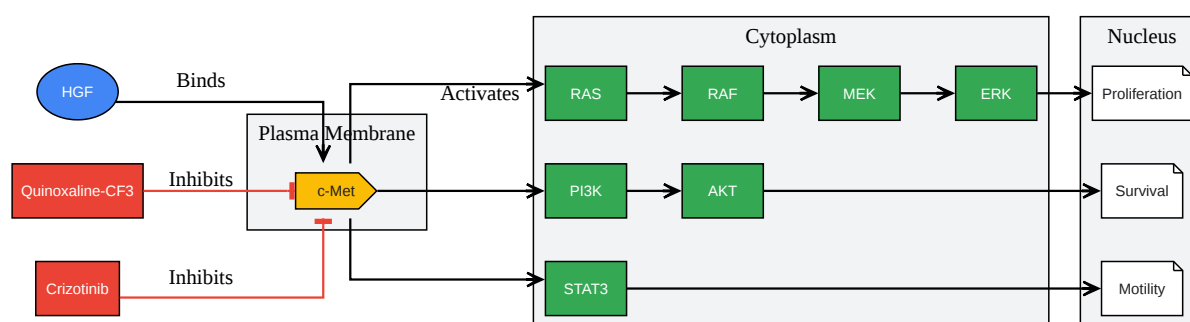 Cytoplasm
Nucleus
HGF
Binds
Activates
RAS
RAF
MEK
ERK
Proliferation
Plasma Membrane
Quinoxaline-CF3
Inhibits
c-Met
PI3K
AKT
Survival
Crizotinib
Inhibits
STAT3
Motility